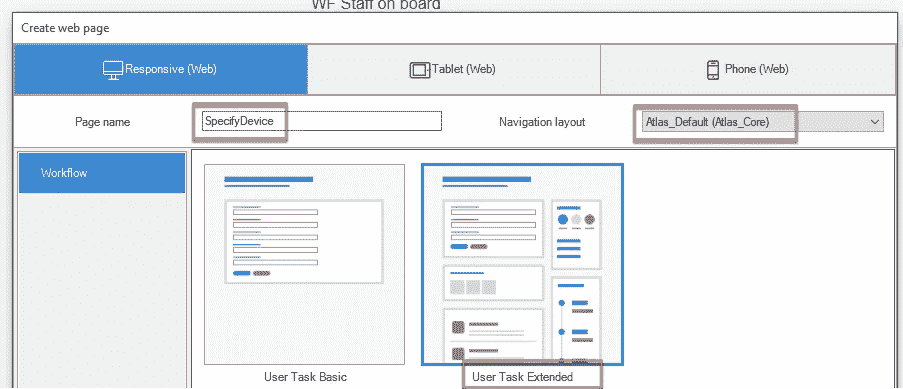 WF Staff on board
Create web page
Responsive (Web)
Tablet (Web)
Phone (Web)
Page name
SpecifyDevice
Navigation layout
Atlas_Default (Atlas_Core)
Workflow
User Task Basic
User Task Extended